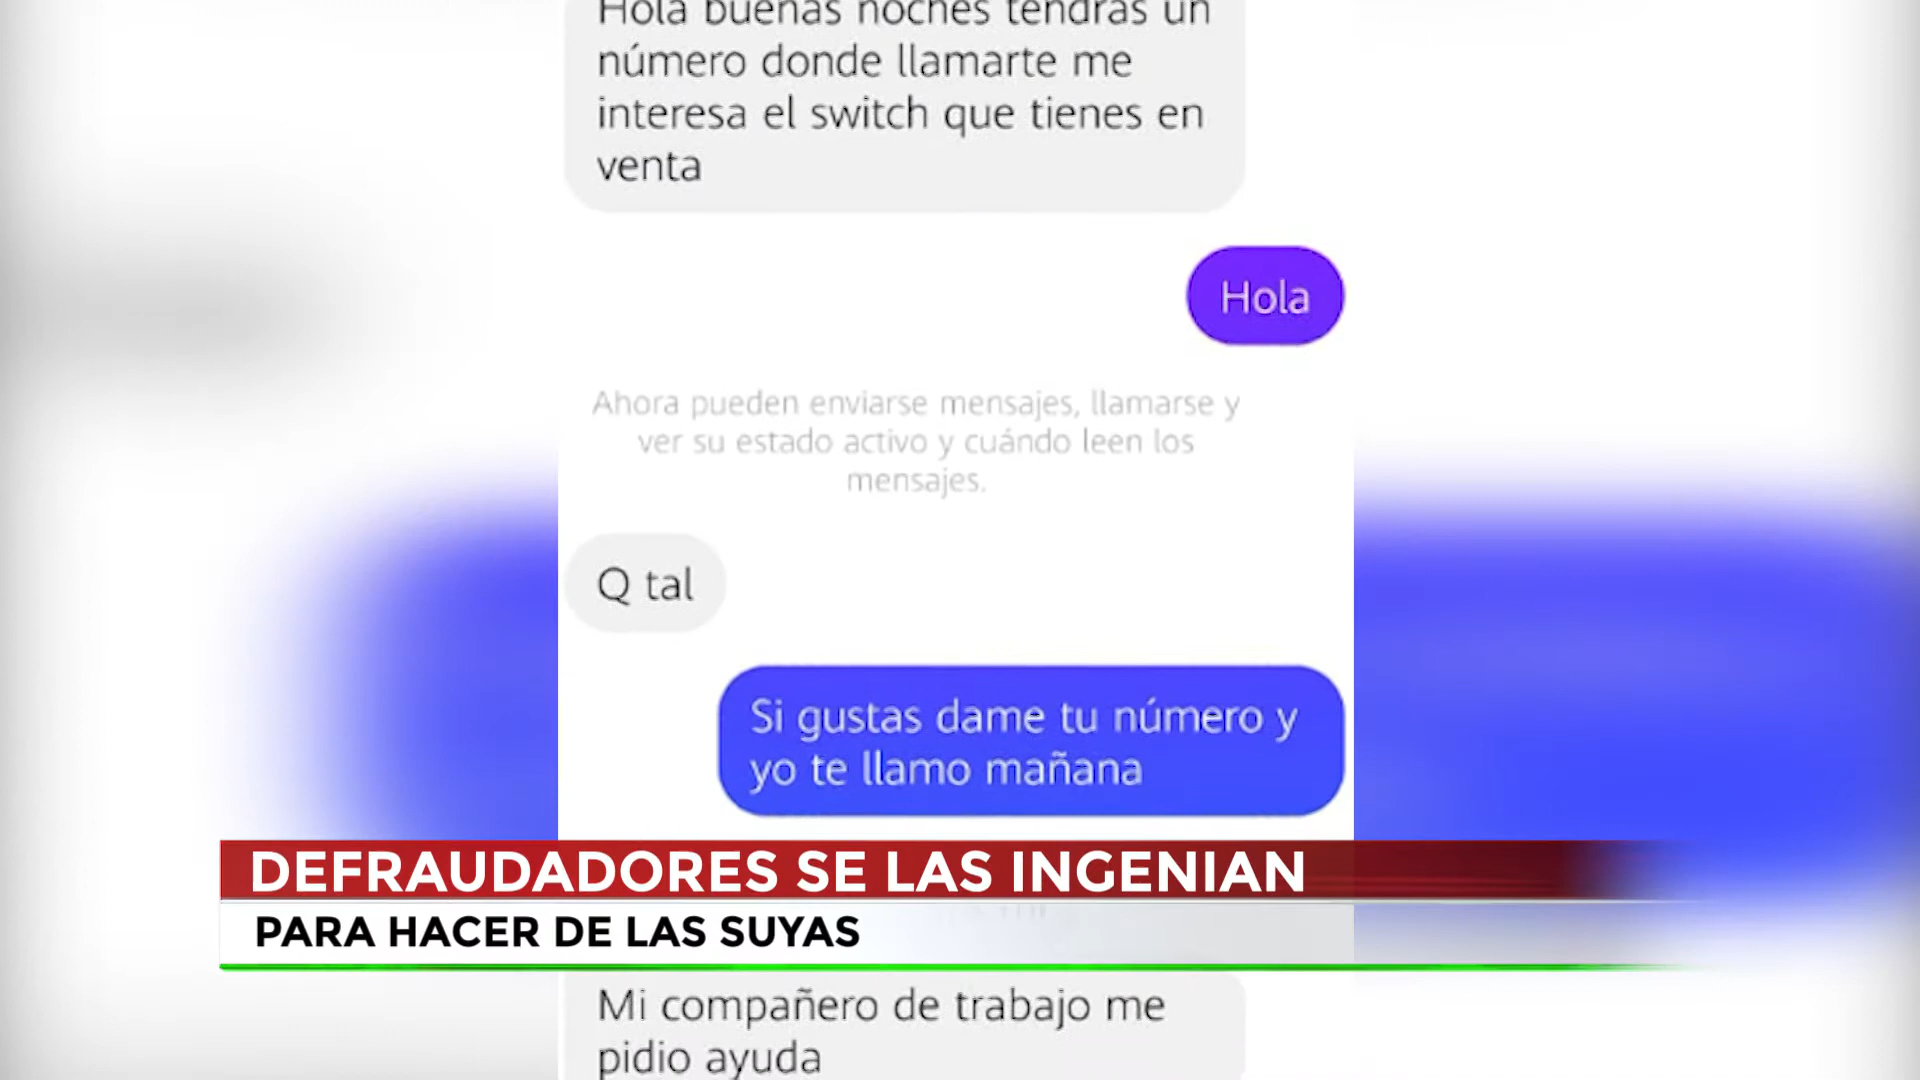 Hola buenas noches tendrás un
número donde llamarte me
interesa el switch que tienes en
venta
Hola
Ahora pueden enviarse mensajes, llamarse y
ver su estado activo y cuándo leen los
mensajes.
Q tal
Si gustas dame tu número y
yo te llamo mañana
DEFRAUDADORES SE LAS INGENIAN
PARA HACER DE LAS SUYAS
Mi compañero de trabajo me
pidio ayuda